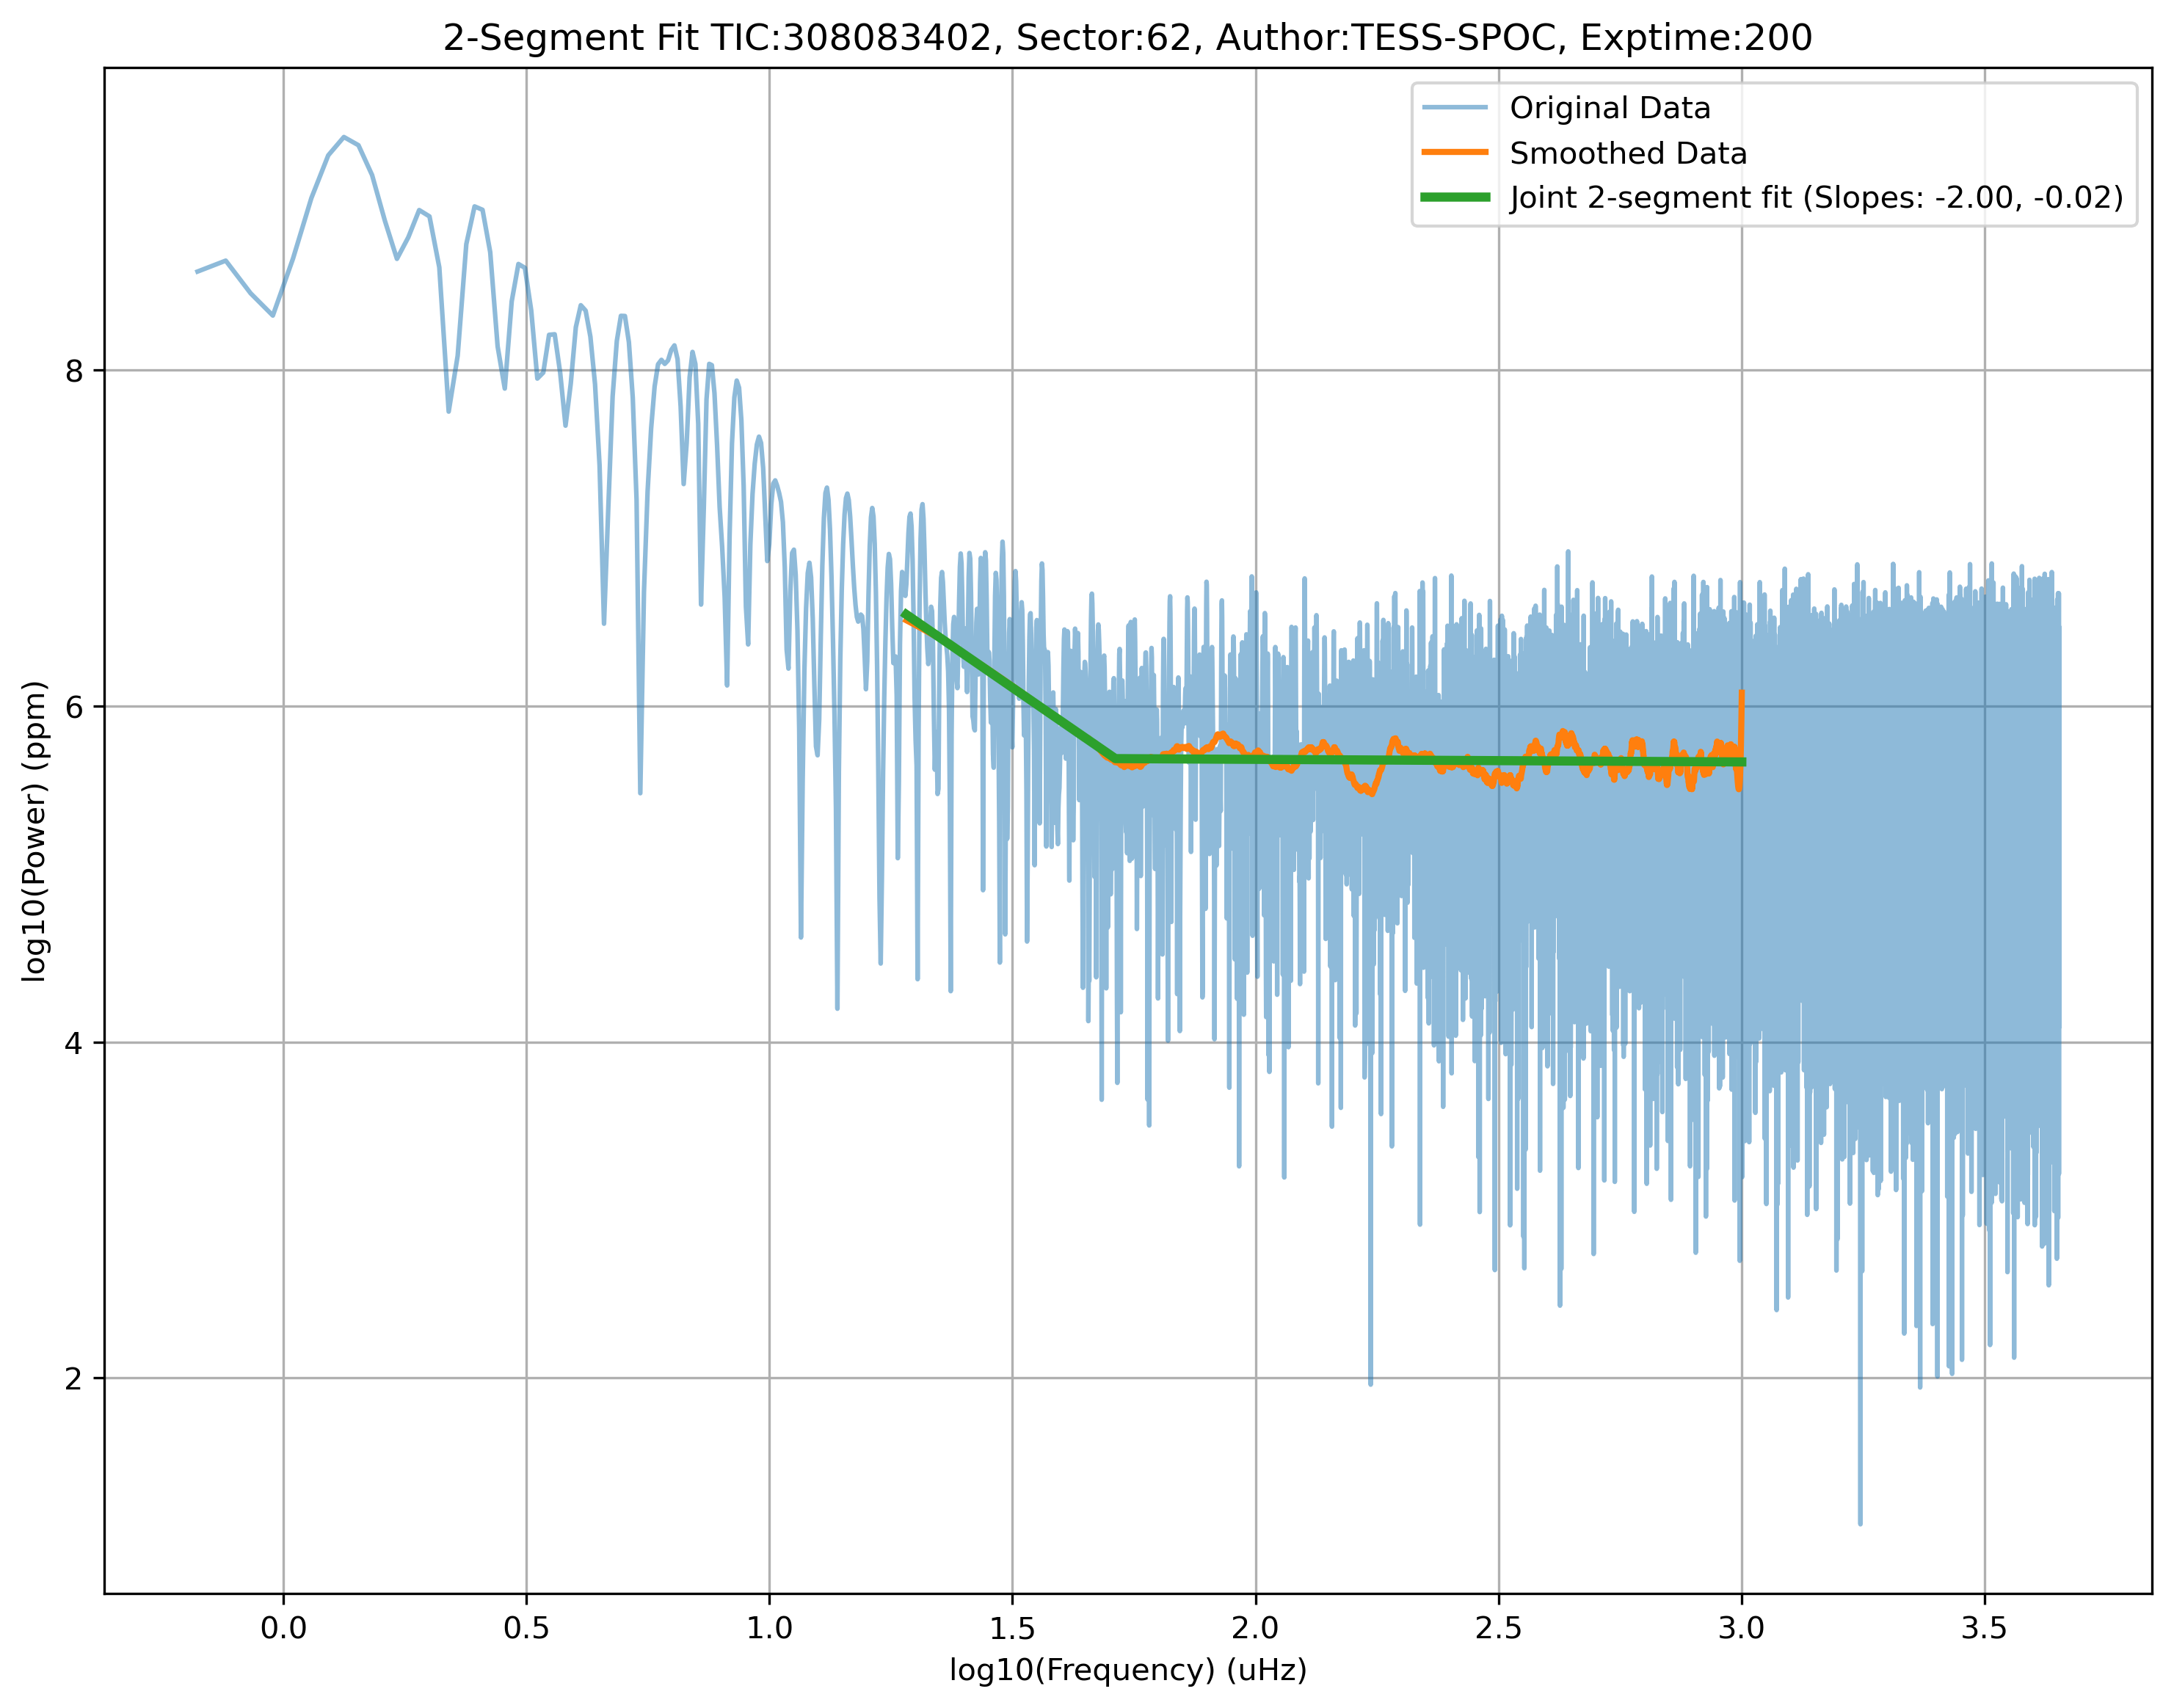 2-Segment Fit TIC:308083402, Sector:62, Author:TESS-SPOC, Exptime:200
Original Data
Smoothed Data
Joint 2-segment fit (Slopes: -2.00, -0.02)
log10(Power) (ppm)
8
6
4
2
0.0 0.5 1.0 1.5 2.0 2.5 3.0 3.5
log10(Frequency) (uHz)